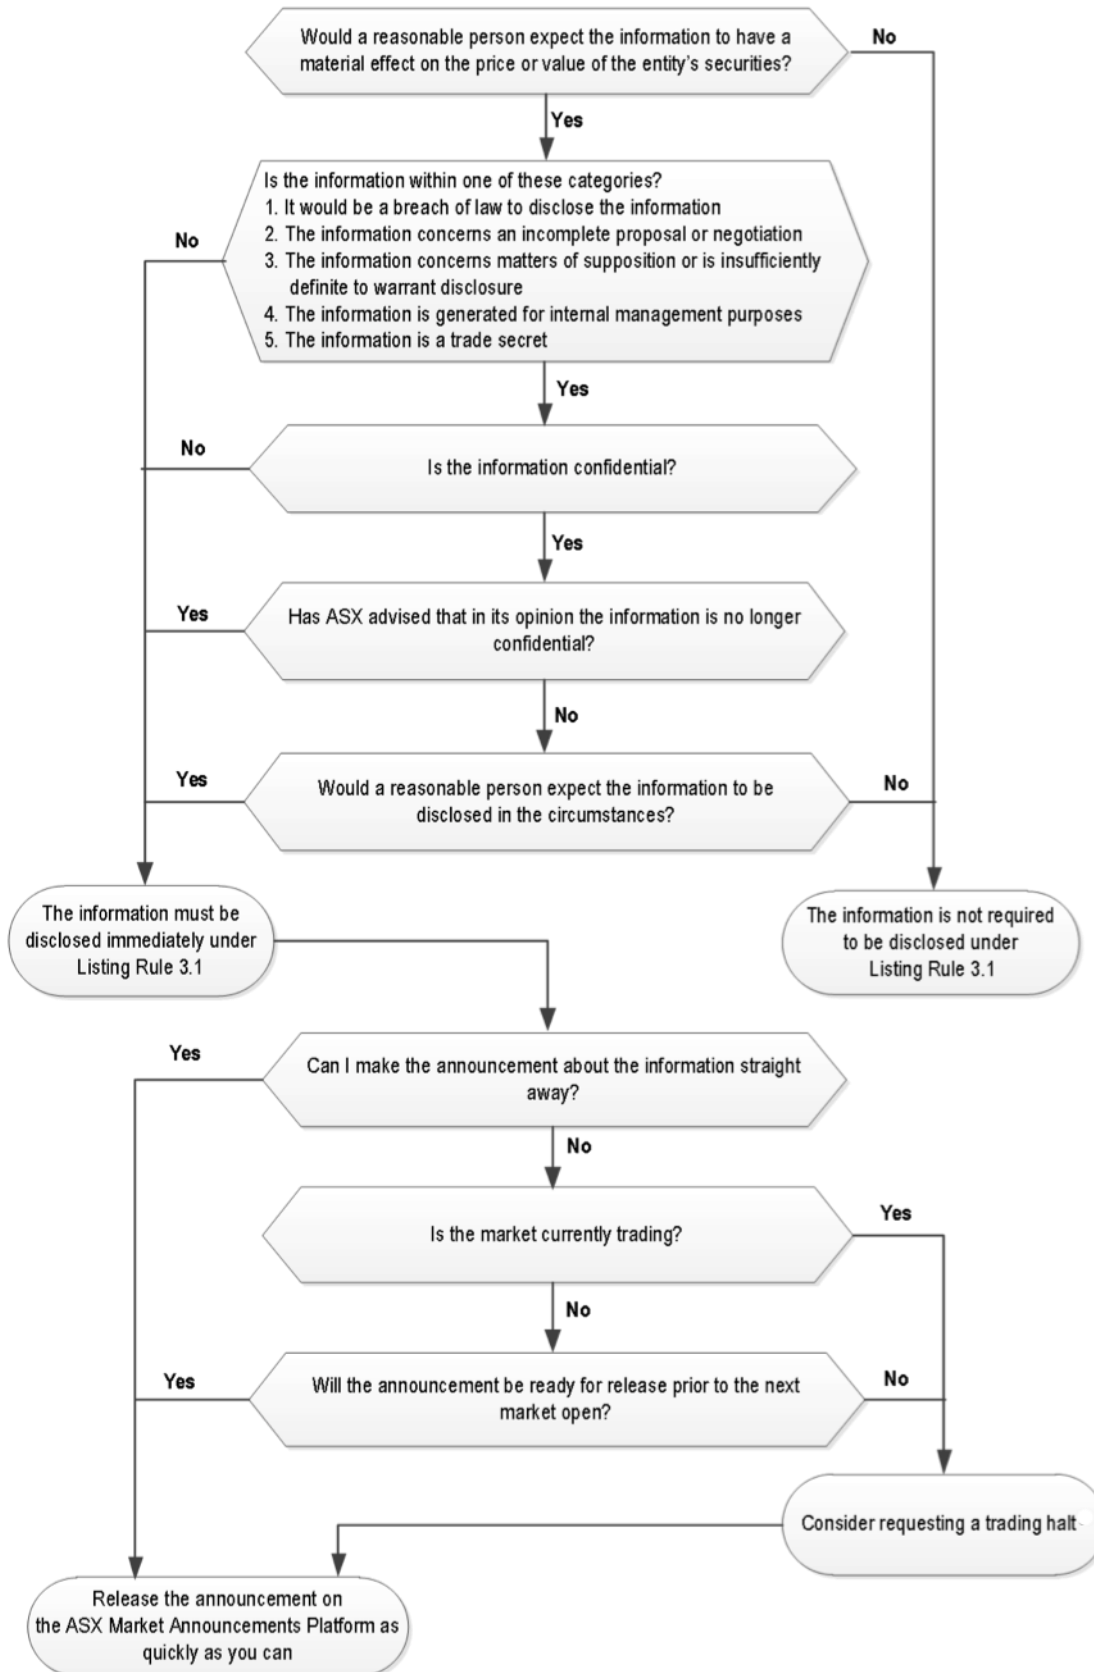 Would a reasonable person expect the information to have a
material effect on the price or value of the entity's securities?
No
Yes
Is the information within one of these categories?
1. It would be a breach of law to disclose the information
2. The information concerns an incomplete proposal or negotiation
3. The information concerns matters of supposition or is insufficiently
definite to warrant disclosure
4. The information is generated for internal management purposes
5. The information is a trade secret
No
Yes
No
Is the information confidential?
Yes
Yes
Has ASX advised that in its opinion the information is no longer
confidential?
No
Yes
Would a reasonable person expect the information to be
disclosed in the circumstances?
No
The information must be
disclosed immediately under
Listing Rule 3.1
The information is not required
to be disclosed under
Listing Rule 3.1
Yes
Can I make the announcement about the information straight
away?
No
Is the market currently trading?
Yes
No
Yes
Will the announcement be ready for release prior to the next
market open?
No
Consider requesting a trading halt
Release the announcement on
the ASX Market Announcements Platform as
quickly as you can